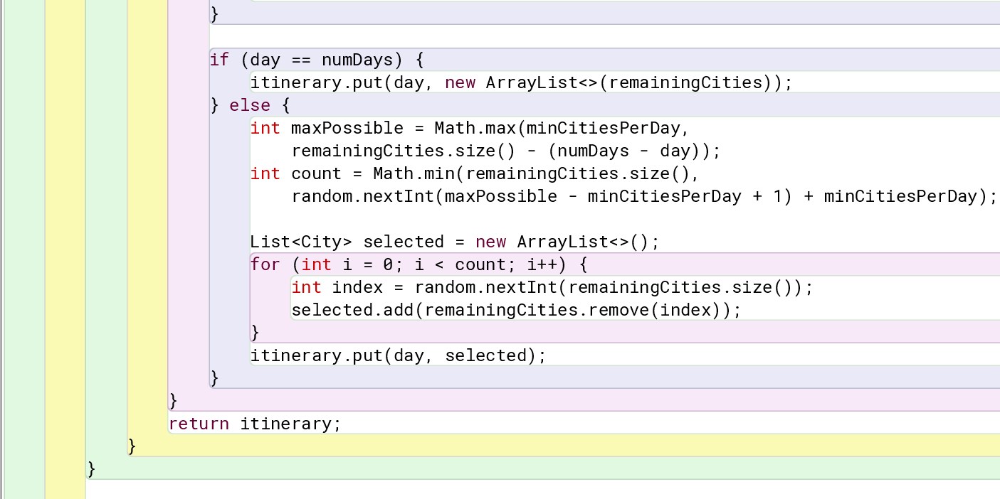 }
if (day == numDays) {
itinerary.put(day, new ArrayList<>(remainingCities));
} else {
int maxPossible = Math.max(minCitiesPerDay,
remainingCities.size() - (numDays - day));
int count = Math.min(remainingCities.size(),
random.nextInt(maxPossible - minCitiesPerDay + 1) + minCitiesPerDay);
List<City> selected = new ArrayList<>();
for (int i = 0; i < count; i++) {
int index = random.nextInt(remainingCities.size());
selected.add(remainingCities.remove(index));
}
itinerary.put(day, selected);
}
}
return itinerary;
}
}